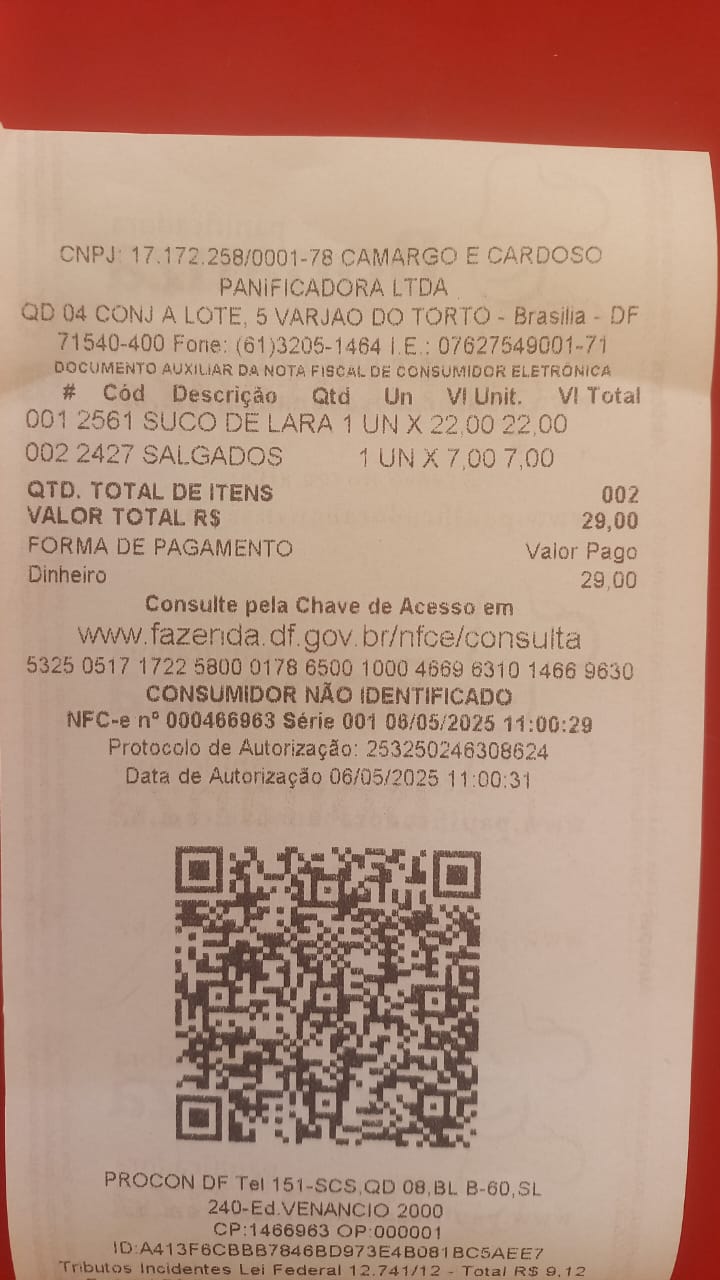 CNPJ: 17.172.258/0001-78 CAMARGO E CARDOSO
PANIFICADORA LTDA
QD 04 CONJ A LOTE, 5 VARJAO DO TORTO - Brasilia - DF
71540-400 Fone: (61)3205-1464 I.E.: 07627549001-71
DOCUMENTO AUXILIAR DA NOTA FISCAL DE CONSUMIDOR ELETRÔNICA
# Cód Descrição Qtd Un Vl Unit. Vl Total
001 2561 SUCO DE LARA 1 UN X 22,00 22,00
002 2427 SALGADOS 1 UN X 7,00 7,00
QTD. TOTAL DE ITENS 002
VALOR TOTAL R$ 29,00
FORMA DE PAGAMENTO Valor Pago
Dinheiro 29,00
Consulte pela Chave de Acesso em
www.fazenda.df.gov.br/nfce/consulta
5325 0517 1722 5800 0178 6500 1000 4669 6310 1466 9630
CONSUMIDOR NÃO IDENTIFICADO
NFC-e nº 000466963 Série 001 06/05/2025 11:00:29
Protocolo de Autorização: 253250246308624
Data de Autorização 06/05/2025 11:00:31
PROCON DF Tel 151-SCS,QD 08,BL B-60,SL
240-Ed.VENANCIO 2000
CP:1466963 OP:000001
ID:A413F6CBBB7846BD973E4B081BC5AEE7
Tributos Incidentes Lei Federal 12.741/12 - Total R$ 9,12